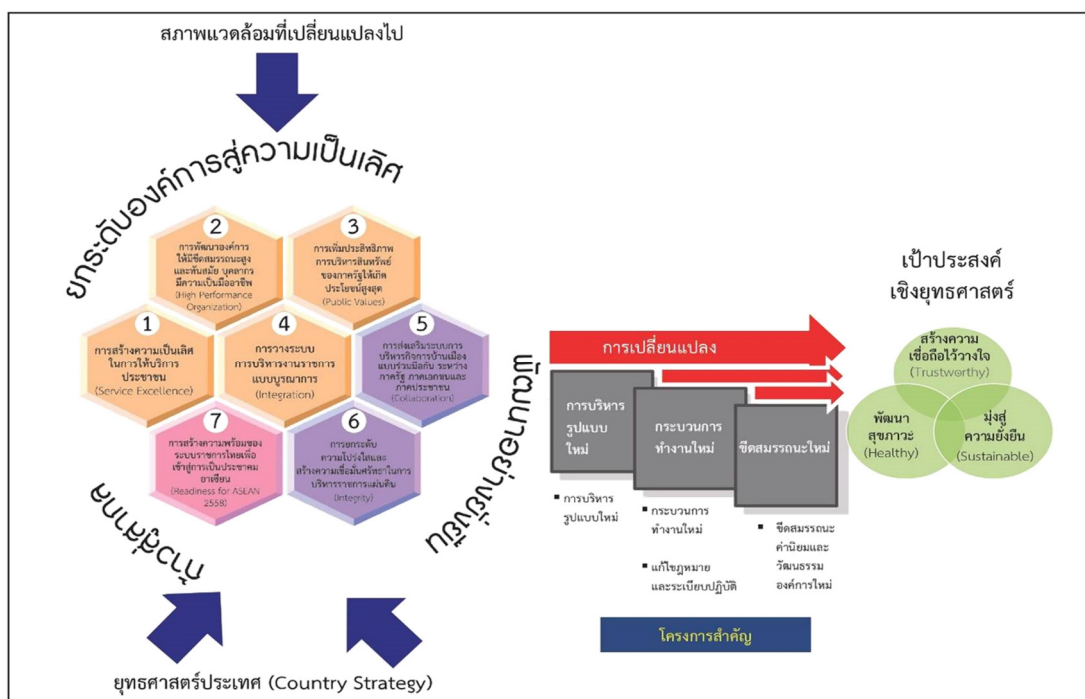 สภาพแวดล้อมที่เปลี่ยนแปลงไป
ยกระดับองค์การสู่ความเป็นเลิศ
2
การพัฒนาองค์การ
ให้มีขีดสมรรถนะสูง
และทันสมัย บุคลากร
มีความเป็นมืออาชีพ
(High Performance
Organization)
3
การเพิ่มประสิทธิภาพ
การบริหารสินทรัพย์
ของภาครัฐให้เกิด
ประโยชน์สูงสุด
(Public Values)
1
การสร้างความเป็นเลิศ
ในการให้บริการ
ประชาชน
(Service Excellence)
4
การวางระบบ
การบริหารงานราชการ
แบบบูรณาการ
(Integration)
5
การส่งเสริมระบบการ
บริหารกิจการบ้านเมือง
แบบร่วมมือกัน ระหว่าง
ภาครัฐ ภาคเอกชนและ
ภาคประชาชน
(Collaboration)
7
การสร้างความพร้อมของ
ระบบราชการไทยเพื่อ
เข้าสู่การเป็นประชาคม
อาเซียน
(Readiness for ASEAN
2558)
6
การยกระดับ
ความโปร่งใสและ
สร้างความเชื่อมั่นศรัทธาในการ
บริหารราชการแผ่นดิน
(Integrity)
พัฒนาอย่างยั่งยืน
ก้าวสู่สากล
ยุทธศาสตร์ประเทศ (Country Strategy)
การเปลี่ยนแปลง
การบริหาร
รูปแบบ
ใหม่
กระบวนการ
ทำงานใหม่
ขีดสมรรถนะใหม่
▪ การบริหาร
รูปแบบใหม่
▪ กระบวนการ
ทำงานใหม่
▪ แก้ไขกฎหมาย
และระเบียบปฏิบัติ
▪ ขีดสมรรถนะ
ค่านิยมและ
วัฒนธรรม
องค์การใหม่
โครงการสำคัญ
เป้าประสงค์
เชิงยุทธศาสตร์
สร้างความ
เชื่อถือไว้วางใจ
(Trustworthy)
พัฒนา
สุขภาวะ
(Healthy)
มุ่งสู่
ความยั่งยืน
(Sustainable)